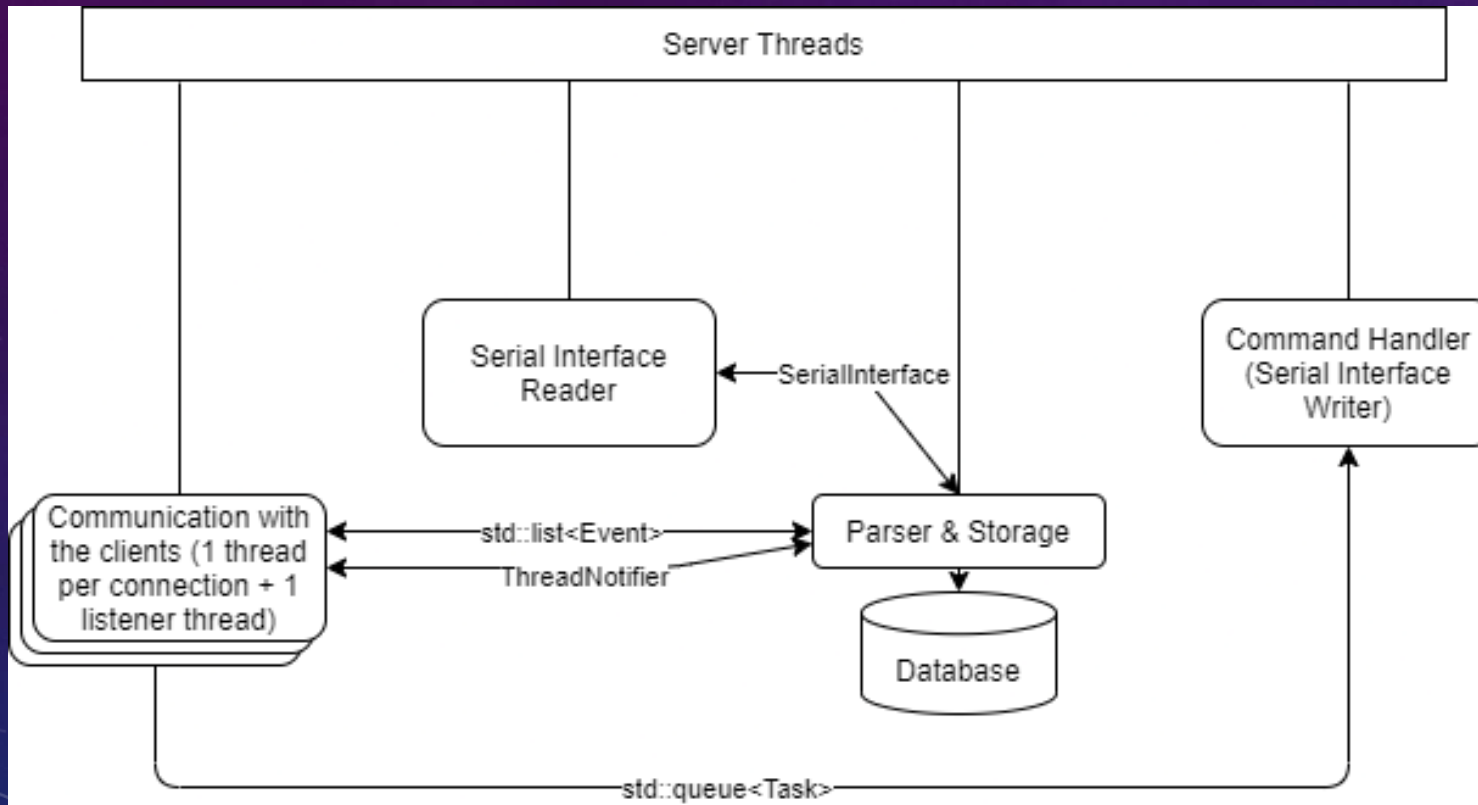 Server Threads
Serial Interface
Reader
SerialInterface
Command Handler
(Serial Interface
Writer)
Communication with
the clients (1 thread
per connection + 1
listener thread)
std::list<Event>
ThreadNotifier
Parser & Storage
Database
std::queue<Task>